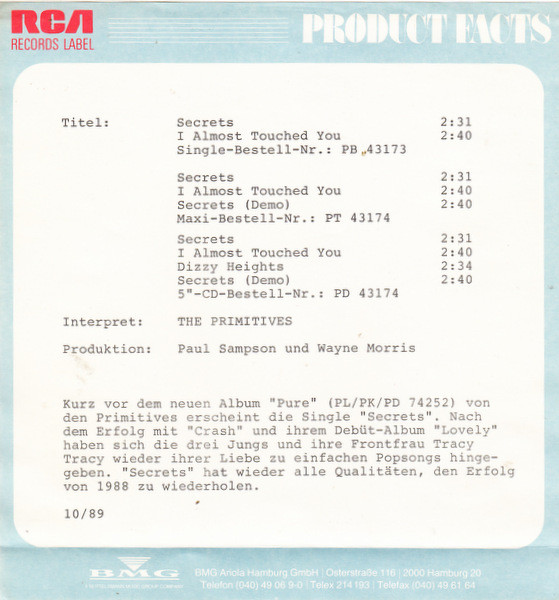 RCA PRODUCT FACTS
RECORDS LABEL
Titel: Secrets 2:31
I Almost Touched You 2:40
Single-Bestell-Nr.: PB 43173
Secrets 2:31
I Almost Touched You 2:40
Secrets (Demo) 2:40
Maxi-Bestell-Nr.: PT 43174
Secrets 2:31
I Almost Touched You 2:40
Dizzy Heights 2:34
Secrets (Demo) 2:40
5"-CD-Bestell-Nr.: PD 43174
Interpret: THE PRIMITIVES
Produktion: Paul Sampson und Wayne Morris
Kurz vor dem neuen Album "Pure" (PL/PK/PD 74252) von
den Primitives erscheint die Single "Secrets". Nach
dem Erfolg mit "Crash" und ihrem Debüt-Album "Lovely"
haben sich die drei Jungs und ihre Frontfrau Tracy
Tracy wieder ihrer Liebe zu einfachen Popsongs hinge-
geben. "Secrets" hat wieder alle Qualitäten, den Erfolg
von 1988 zu wiederholen.
10/89
BMG BMG Ariola Hamburg GmbH | Osterstraße 116 | 2000 Hamburg 20
Telefon (040) 49 06 9-0 | Telex 214 193 | Telefax (040) 49 61 64